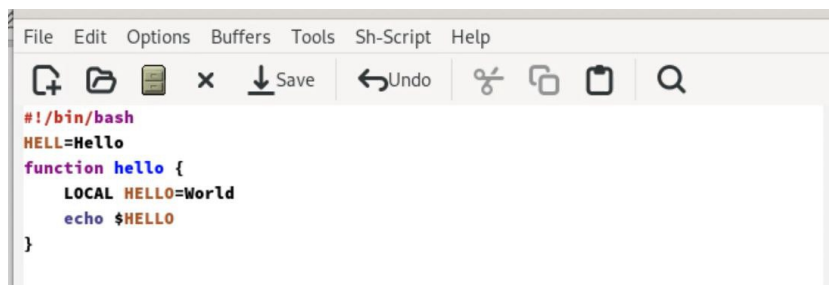 File Edit Options Buffers Tools Sh-Script Help
Save Undo
#!/bin/bash
HELL=Hello
function hello {
    LOCAL HELLO=World
    echo $HELLO
}